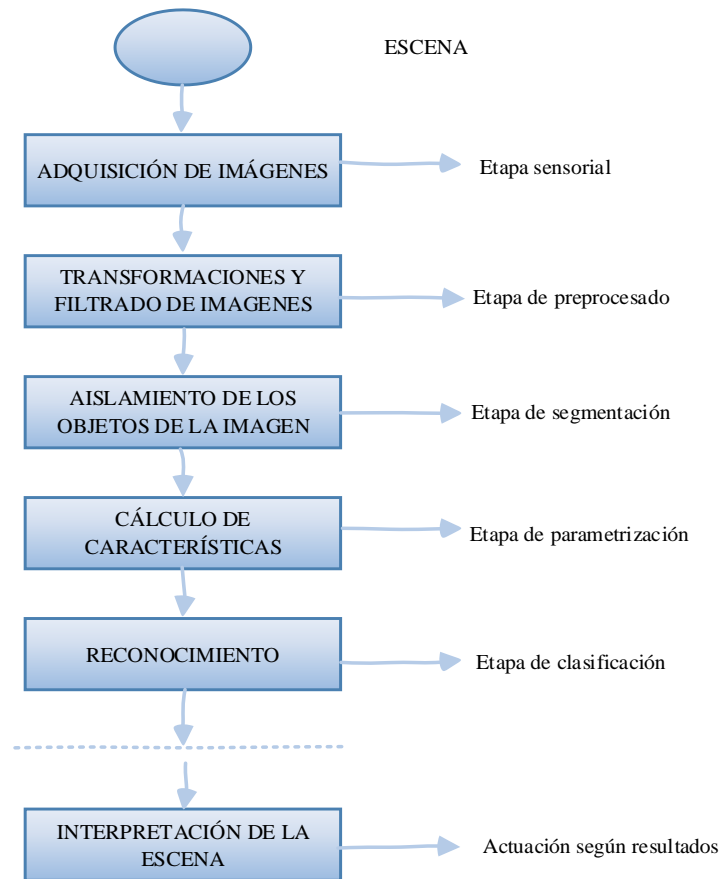 ESCENA
ADQUISICIÓN DE IMÁGENES
Etapa sensorial
TRANSFORMACIONES Y
FILTRADO DE IMAGENES
Etapa de preprocesado
AISLAMIENTO DE LOS
OBJETOS DE LA IMAGEN
Etapa de segmentación
CÁLCULO DE
CARACTERÍSTICAS
Etapa de parametrización
RECONOCIMIENTO
Etapa de clasificación
INTERPRETACIÓN DE LA
ESCENA
Actuación según resultados